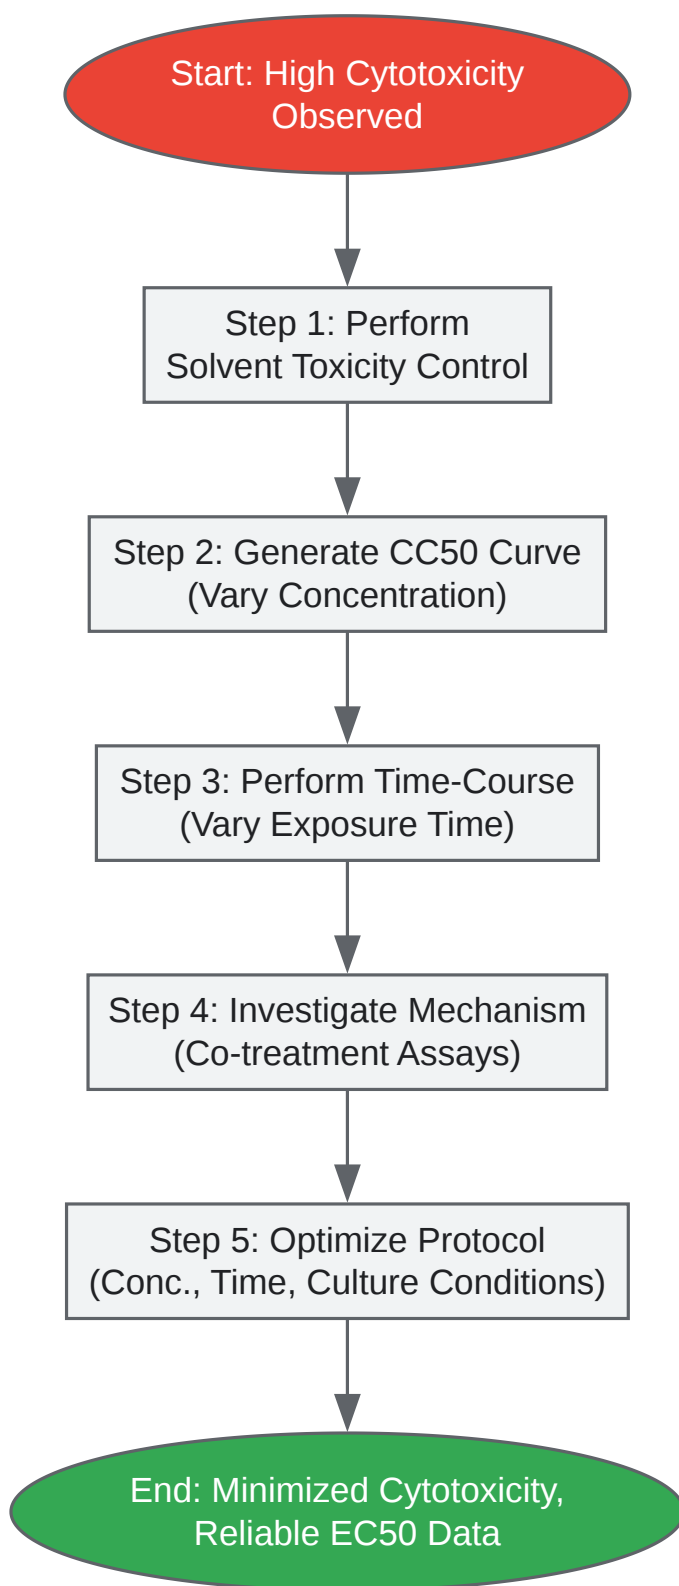 Start: High Cytotoxicity
Observed
Step 1: Perform
Solvent Toxicity Control
Step 2: Generate CC50 Curve
(Vary Concentration)
Step 3: Perform Time-Course
(Vary Exposure Time)
Step 4: Investigate Mechanism
(Co-treatment Assays)
Step 5: Optimize Protocol
(Conc., Time, Culture Conditions)
End: Minimized Cytotoxicity,
Reliable EC50 Data